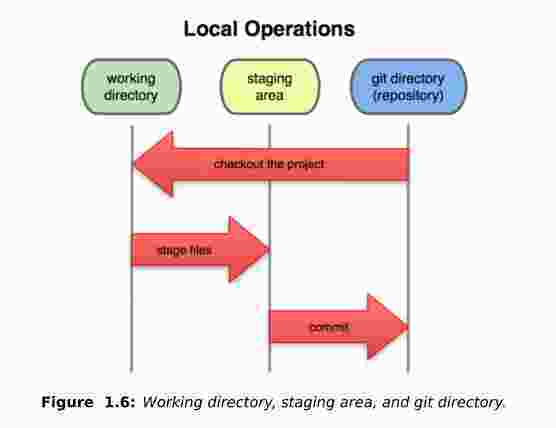 Local Operations
working
directory
staging
area
git directory
(repository)
checkout the project
stage files
commit
Figure 1.6: Working directory, staging area, and git directory.